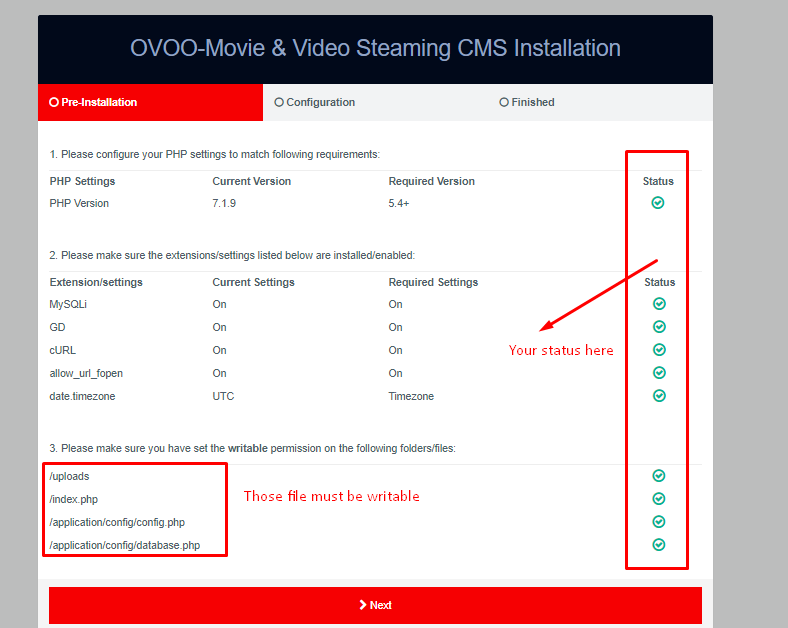 OVOO-Movie & Video Steaming CMS Installation
Pre-Installation Configuration Finished
1. Please configure your PHP settings to match following requirements:
PHP Settings Current Version Required Version Status
PHP Version 7.1.9 5.4+
2. Please make sure the extensions/settings listed below are installed/enabled:
Extension/settings Current Settings Required Settings Status
MySQLi On On
GD On On
cURL On On
Your status here
allow_url_fopen On On
date.timezone UTC Timezone
3. Please make sure you have set the writable permission on the following folders/files:
/uploads
/index.php
Those file must be writable
/application/config/config.php
/application/config/database.php
Next